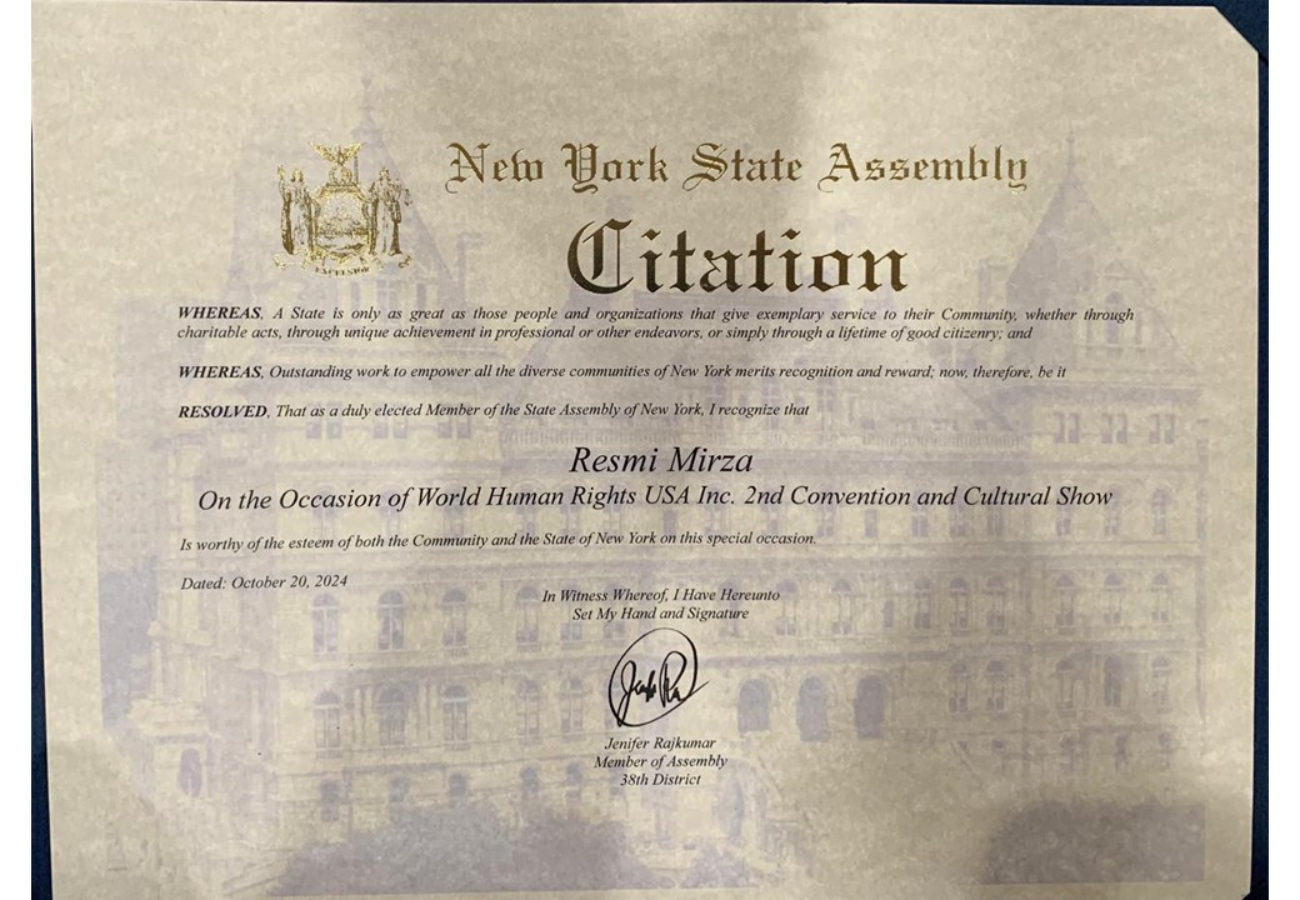 New York State Assembly
Citation
EXCELSIOR
WHEREAS, A State is only as great as those people and organizations that give exemplary service to their Community, whether through
charitable acts, through unique achievement in professional or other endeavors, or simply through a lifetime of good citizenry; and
WHEREAS, Outstanding work to empower all the diverse communities of New York merits recognition and reward; now, therefore, be it
RESOLVED, That as a duly elected Member of the State Assembly of New York, I recognize that
Resmi Mirza
On the Occasion of World Human Rights USA Inc. 2nd Convention and Cultural Show
Is worthy of the esteem of both the Community and the State of New York on this special occasion.
Dated: October 20, 2024
In Witness Whereof, I Have Hereunto
Set My Hand and Signature
Jenifer Rajkumar
Member of Assembly
38th District